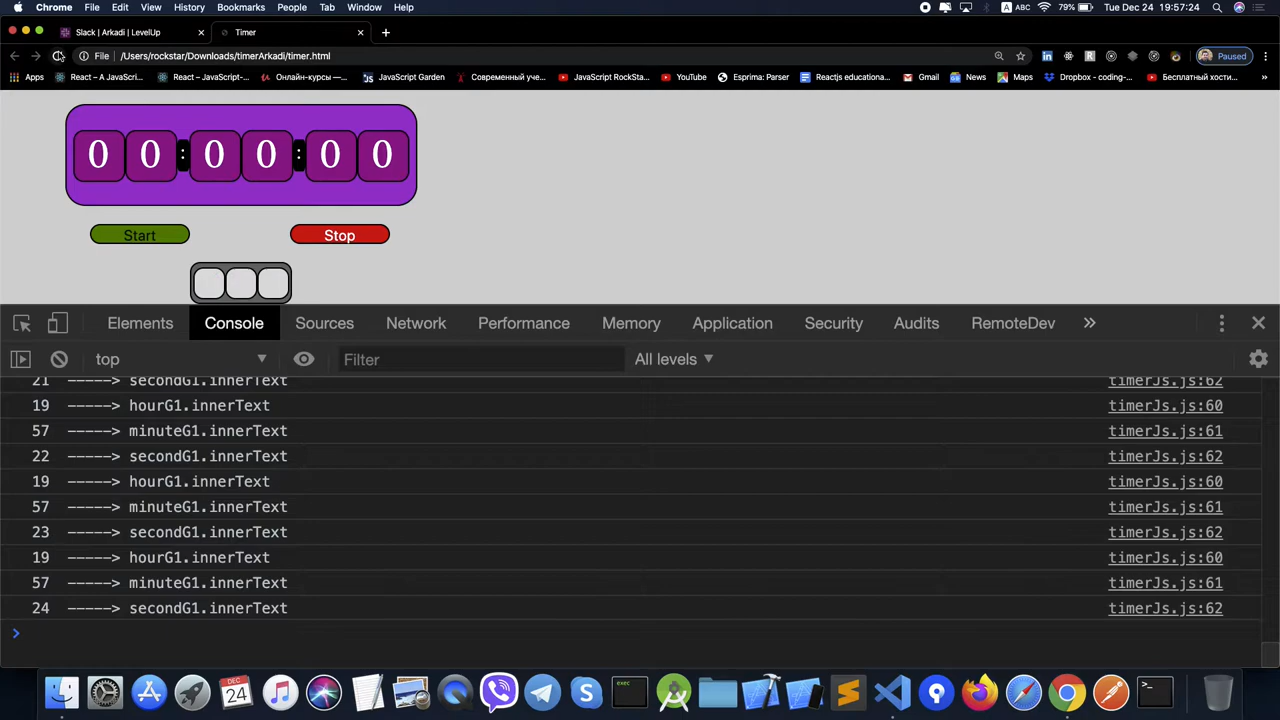 Chrome File Edit View History Bookmarks People Tab Window Help ABC 79% Tue Dec 24 19:57:24
Slack | Arkadi | LevelUp Timer
File /Users/rockstar/Downloads/timerArkadi/timer.html Paused
Apps React – A JavaScri... React – JavaScript-... Онлайн-курсы —... JavaScript Garden Современный уче... JavaScript RockSta... YouTube Esprima: Parser Reactjs educationa... Gmail News Maps Dropbox - coding-... Бесплатный хости...
0 0 : 0 0 : 0 0
Start Stop
Elements Console Sources Network Performance Memory Application Security Audits RemoteDev »
top Filter All levels
21 -----> secondG1.innerText timerJs.js:62
19 -----> hourG1.innerText timerJs.js:60
57 -----> minuteG1.innerText timerJs.js:61
22 -----> secondG1.innerText timerJs.js:62
19 -----> hourG1.innerText timerJs.js:60
57 -----> minuteG1.innerText timerJs.js:61
23 -----> secondG1.innerText timerJs.js:62
19 -----> hourG1.innerText timerJs.js:60
57 -----> minuteG1.innerText timerJs.js:61
24 -----> secondG1.innerText timerJs.js:62
>
DEC
24
exec